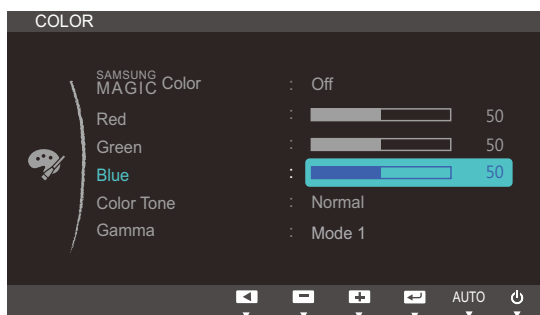 COLOR
SAMSUNG MAGIC Color : Off
Red : 50
Green : 50
Blue : 50
Color Tone : Normal
Gamma : Mode 1
AUTO